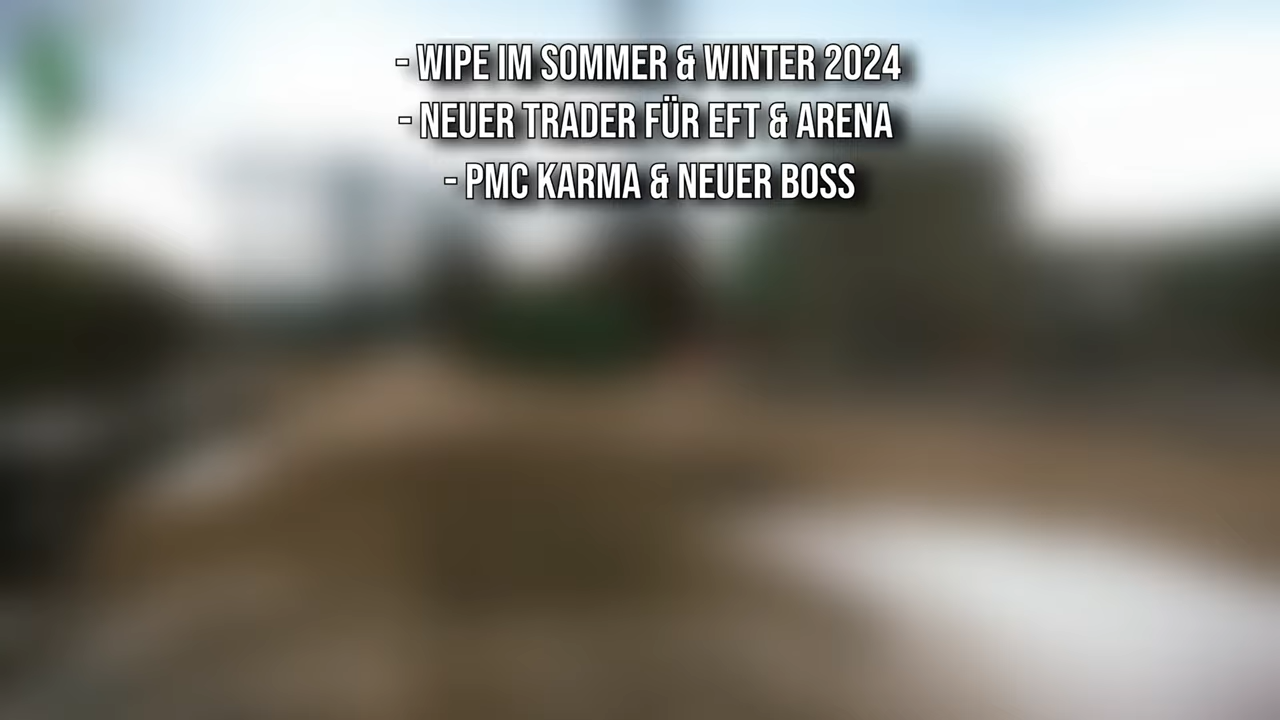 - WIPE IM SOMMER & WINTER 2024
- NEUER TRADER FÜR EFT & ARENA
- PMC KARMA & NEUER BOSS